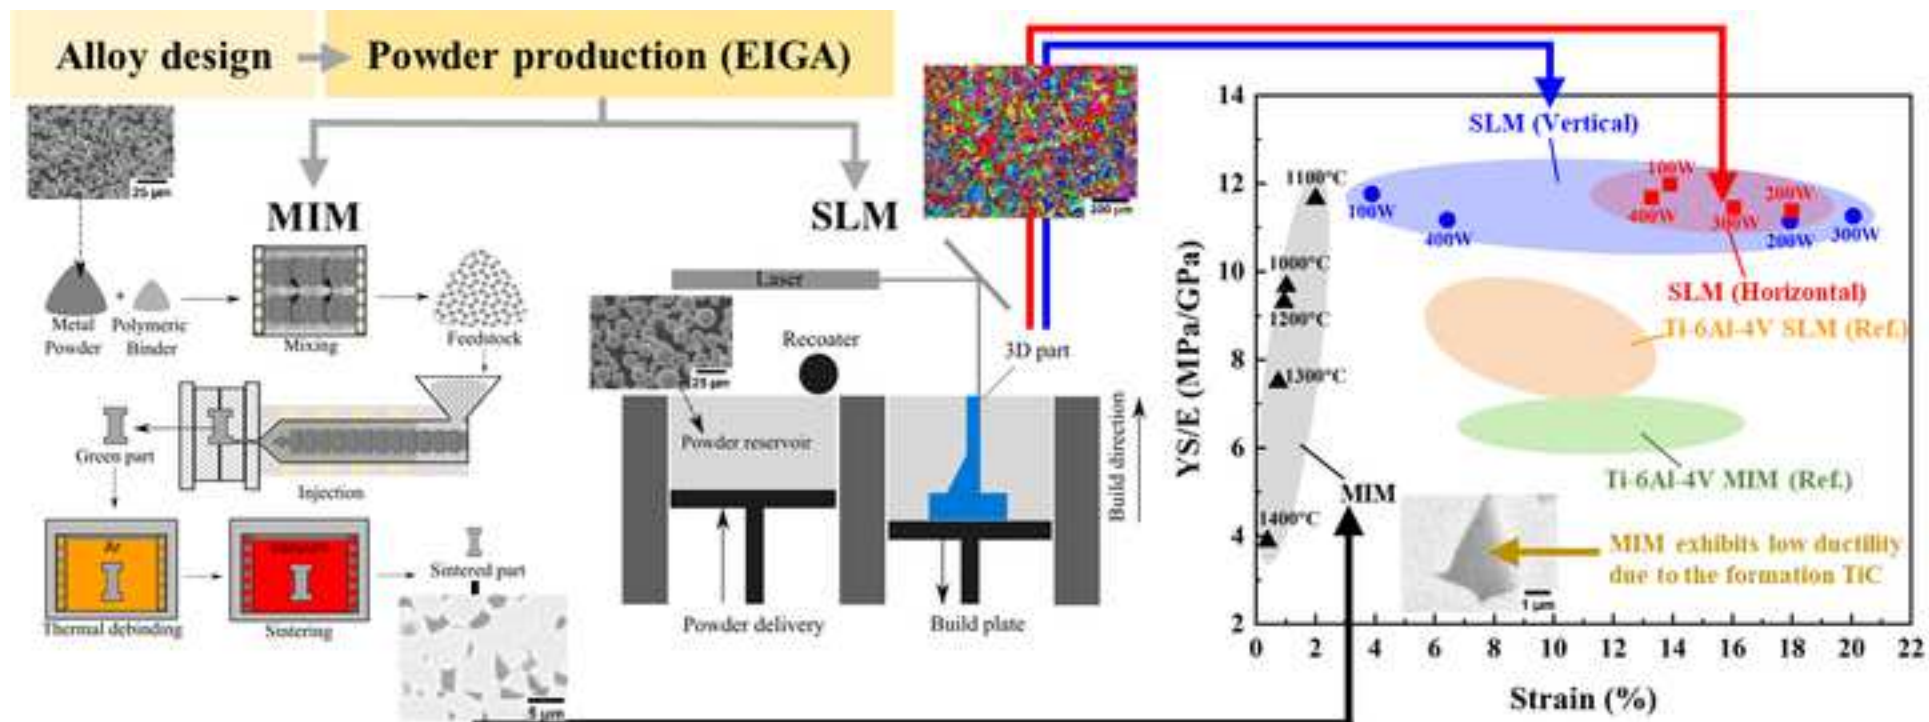 Alloy design
Powder production (EIGA)
25 μm
MIM
SLM
200 μm
Metal
Powder
+
Polymeric
Binder
Mixing
Feedstock
Green part
Injection
Ar
Thermal debinding
Sintering
Sintered part
5 μm
Laser
25 μm
Recoater
3D part
Powder reservoir
Build direction
Powder delivery
Build plate
YS/E (MPa/GPa)
14
12
10
8
6
4
2
0
2
4
6
8
10
12
14
16
18
20
22
Strain (%)
SLM (Vertical)
1100°C
100W
400W
100W
400W
300W
200W
200W
300W
1000°C
1200°C
1300°C
1400°C
SLM (Horizontal)
Ti-6Al-4V SLM (Ref.)
Ti-6Al-4V MIM (Ref.)
MIM
MIM exhibits low ductility
due to the formation TiC
1 μm